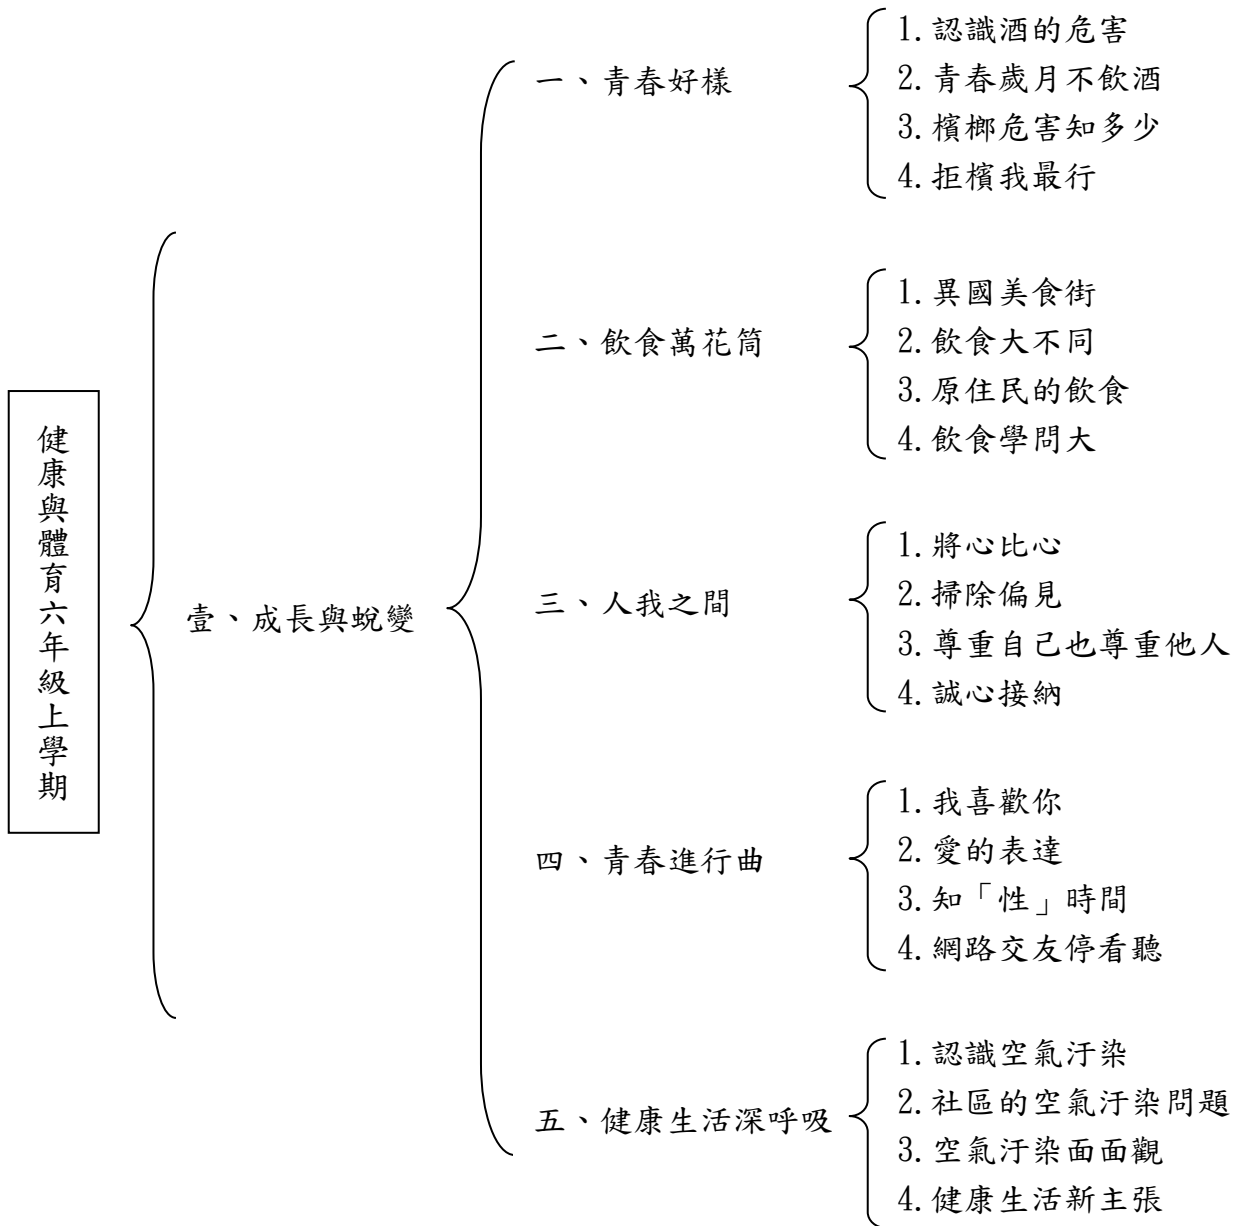 健康與體育六年級上學期
壹、成長與蛻變
一、青春好樣
1.認識酒的危害
2.青春歲月不飲酒
3.檳榔危害知多少
4.拒檳我最行
二、飲食萬花筒
1.異國美食街
2.飲食大不同
3.原住民的飲食
4.飲食學問大
三、人我之間
1.將心比心
2.掃除偏見
3.尊重自己也尊重他人
4.誠心接納
四、青春進行曲
1.我喜歡你
2.愛的表達
3.知「性」時間
4.網路交友停看聽
五、健康生活深呼吸
1.認識空氣汙染
2.社區的空氣汙染問題
3.空氣汙染面面觀
4.健康生活新主張